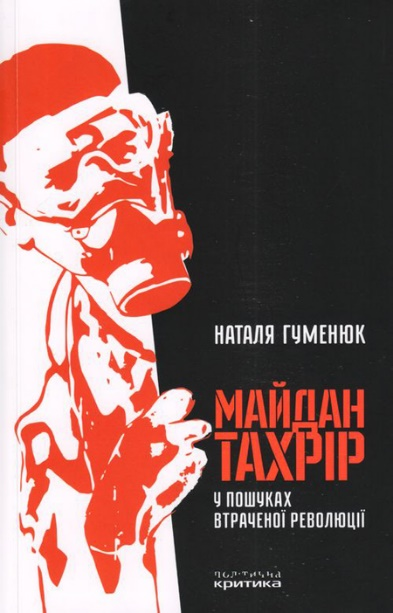 НАТАЛЯ ГУМЕНЮК
МАЙДАН
ТАХРІР
У ПОШУКАХ
ВТРАЧЕНОЇ РЕВОЛЮЦІЇ
політична
критика